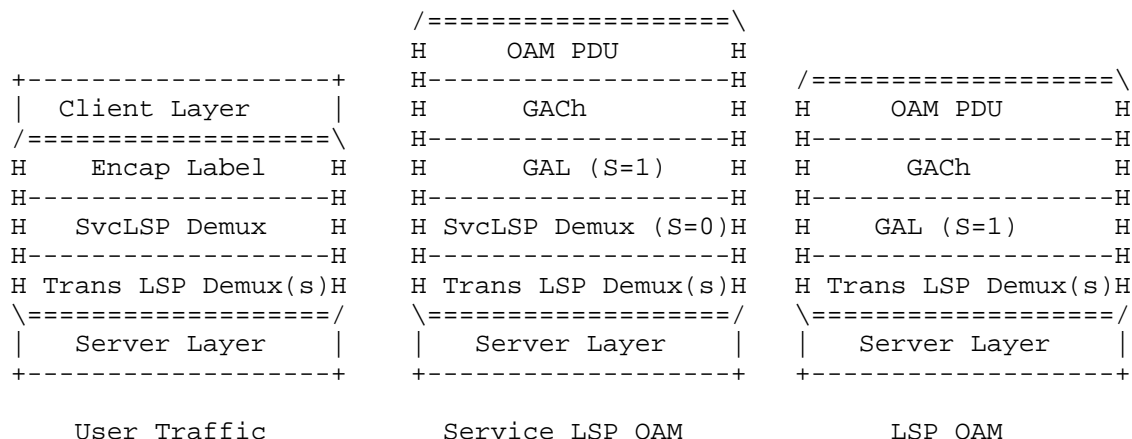 OAM PDU
Client Layer GACh OAM PDU
Encap Label GAL (S=1) GACh
SvcLSP Demux SvcLSP Demux (S=0) GAL (S=1)
Trans LSP Demux(s) Trans LSP Demux(s) Trans LSP Demux(s)
Server Layer Server Layer Server Layer
User Traffic Service LSP OAM LSP OAM